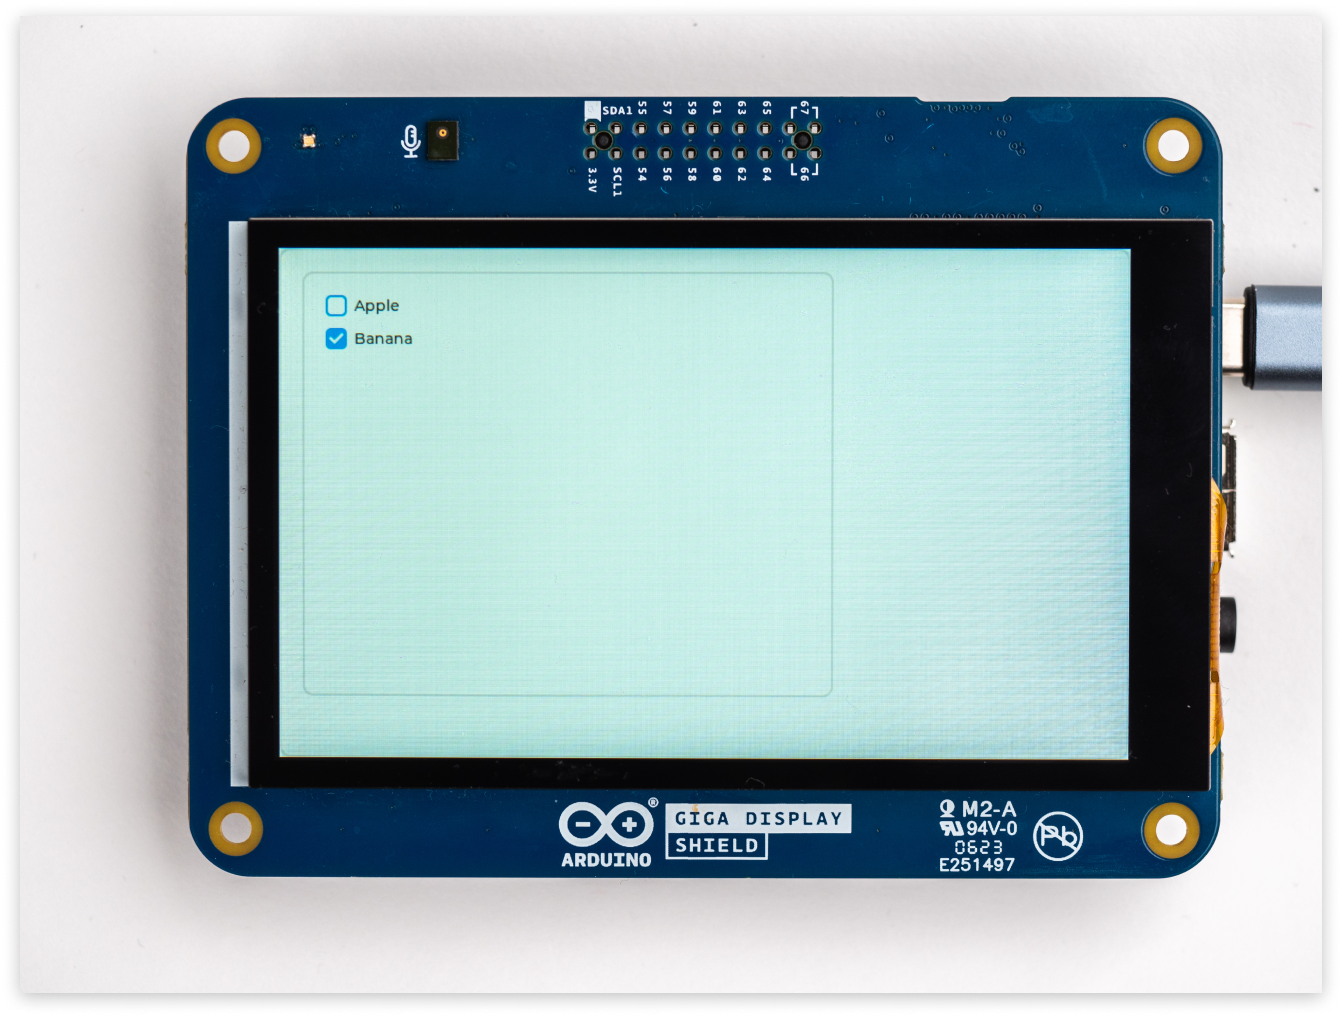 SDA1 55 57 59 61 63 65 67
3.3V SCL1 54 56 58 60 62 64 66
Apple
Banana
ARDUINO
®
GIGA DISPLAY
SHIELD
M2-A
94V-0
0623
E251497
Pb